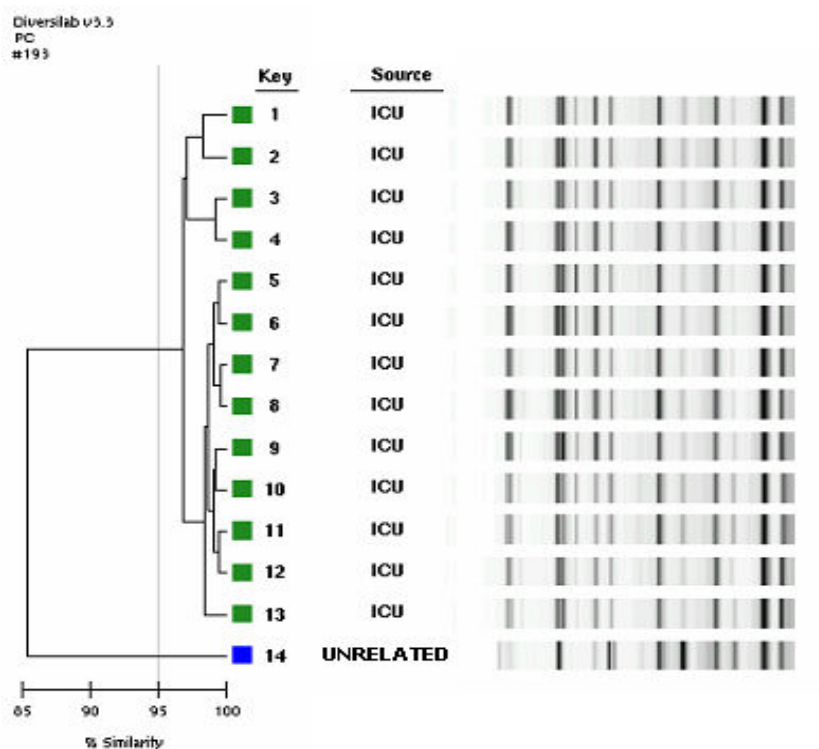 Diversilab v3.3
PC
#193
Key Source
1 ICU
2 ICU
3 ICU
4 ICU
5 ICU
6 ICU
7 ICU
8 ICU
9 ICU
10 ICU
11 ICU
12 ICU
13 ICU
14 UNRELATED
85 90 95 100
% Similarity